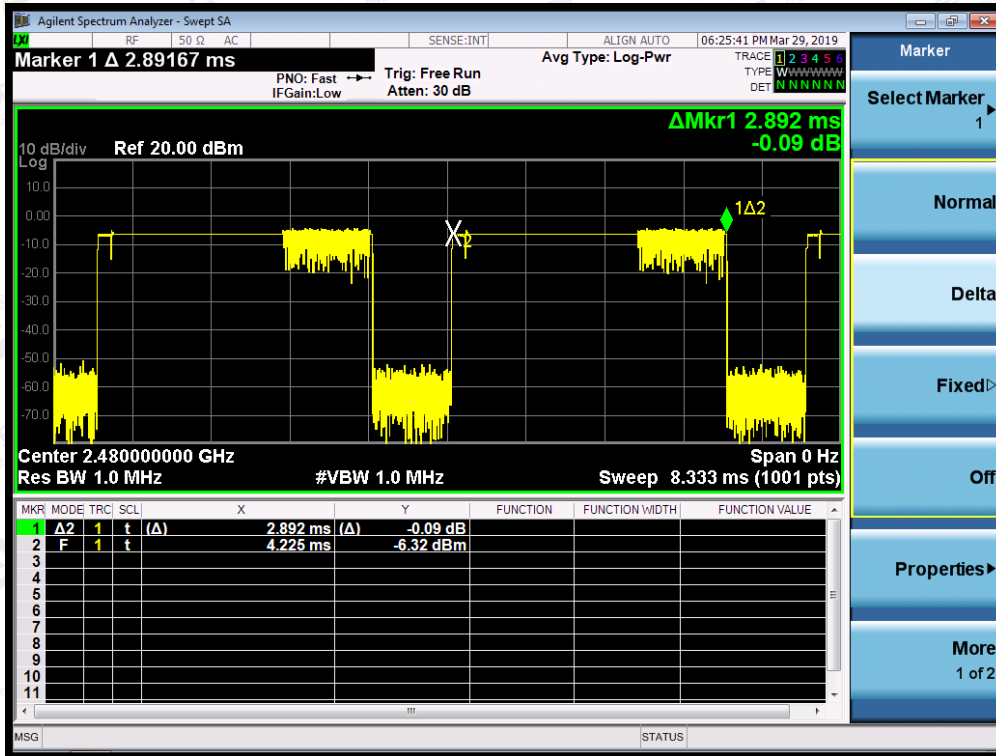 Agilent Spectrum Analyzer - Swept SA
LXI RF 50 Ω AC SENSE:INT ALIGN AUTO 06:25:41 PM Mar 29, 2019
Marker 1 Δ 2.89167 ms
PNO: Fast
IFGain:Low
Trig: Free Run
Atten: 30 dB
Avg Type: Log-Pwr
TRACE 1 2 3 4 5 6
TYPE WWWWWW
DET N N N N N N
ΔMkr1 2.892 ms
-0.09 dB
10 dB/div Ref 20.00 dBm
Log
10.0
0.00
-10.0
-20.0
-30.0
-40.0
-50.0
-60.0
-70.0
X2
1Δ2
Center 2.480000000 GHz Span 0 Hz
Res BW 1.0 MHz #VBW 1.0 MHz Sweep 8.333 ms (1001 pts)
MKR MODE TRC SCL X Y FUNCTION FUNCTION WIDTH FUNCTION VALUE
1 Δ2 1 t (Δ) 2.892 ms (Δ) -0.09 dB
2 F 1 t 4.225 ms -6.32 dBm
3
4
5
6
7
8
9
10
11
MSG STATUS
Marker
Select Marker
1
Normal
Delta
Fixed
Off
Properties
More
1 of 2